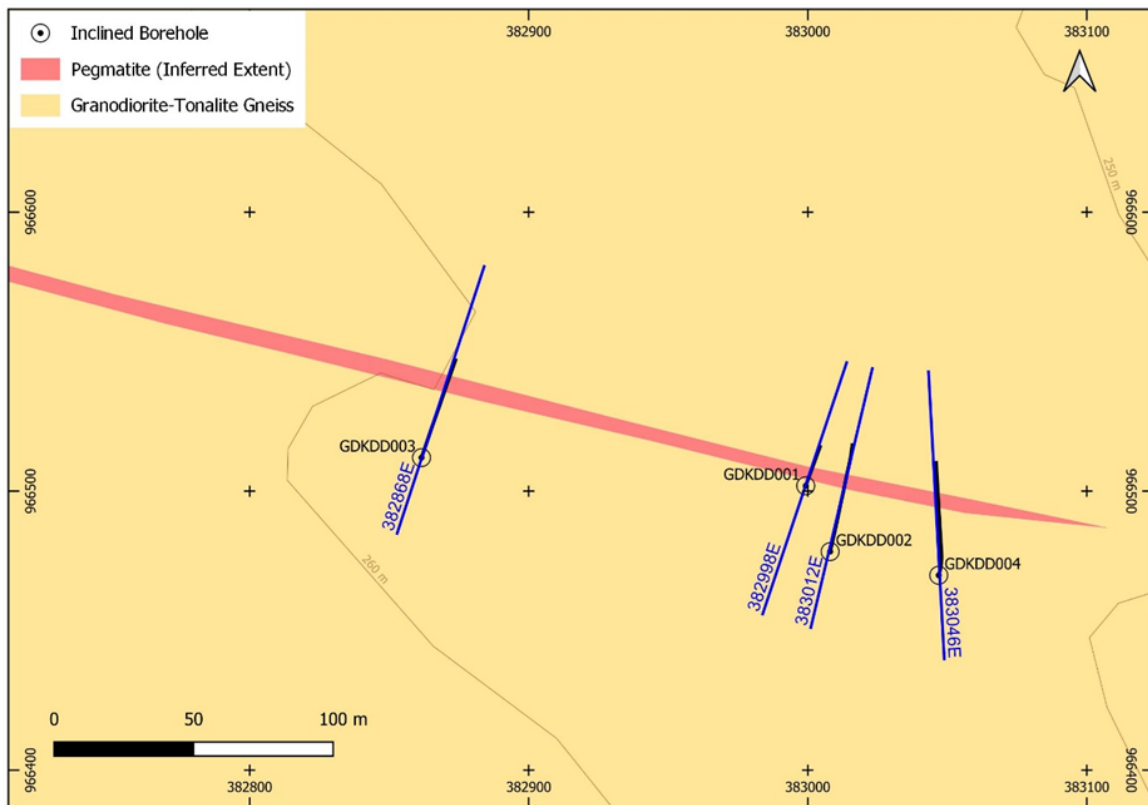 Inclined Borehole
Pegmatite (Inferred Extent)
Granodiorite-Tonalite Gneiss
382900
383000
383100
250 m
966600
966600
GDKDD003
382868E
GDKDD001
966500
966500
GDKDD002
GDKDD004
382998E
383012E
383046E
260 m
0 50 100 m
966400
966400
382800
382900
383000
383100